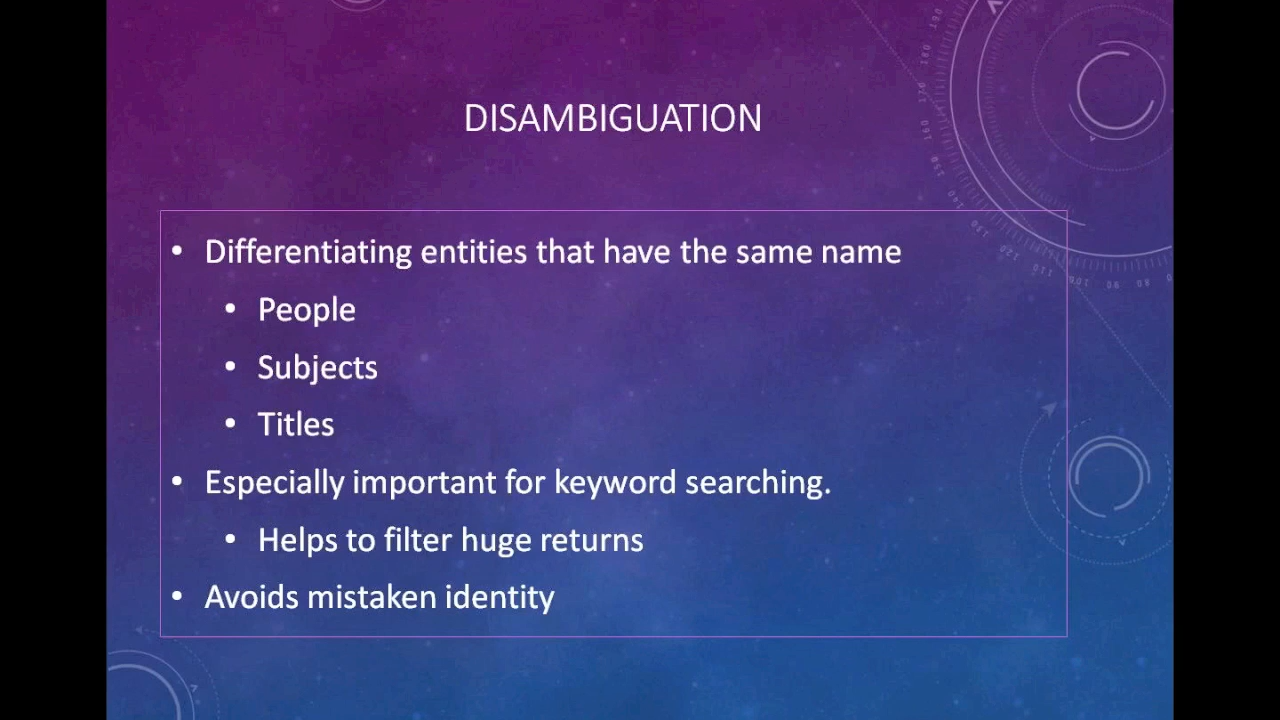 DISAMBIGUATION
• Differentiating entities that have the same name
• People
• Subjects
• Titles
• Especially important for keyword searching.
• Helps to filter huge returns
• Avoids mistaken identity